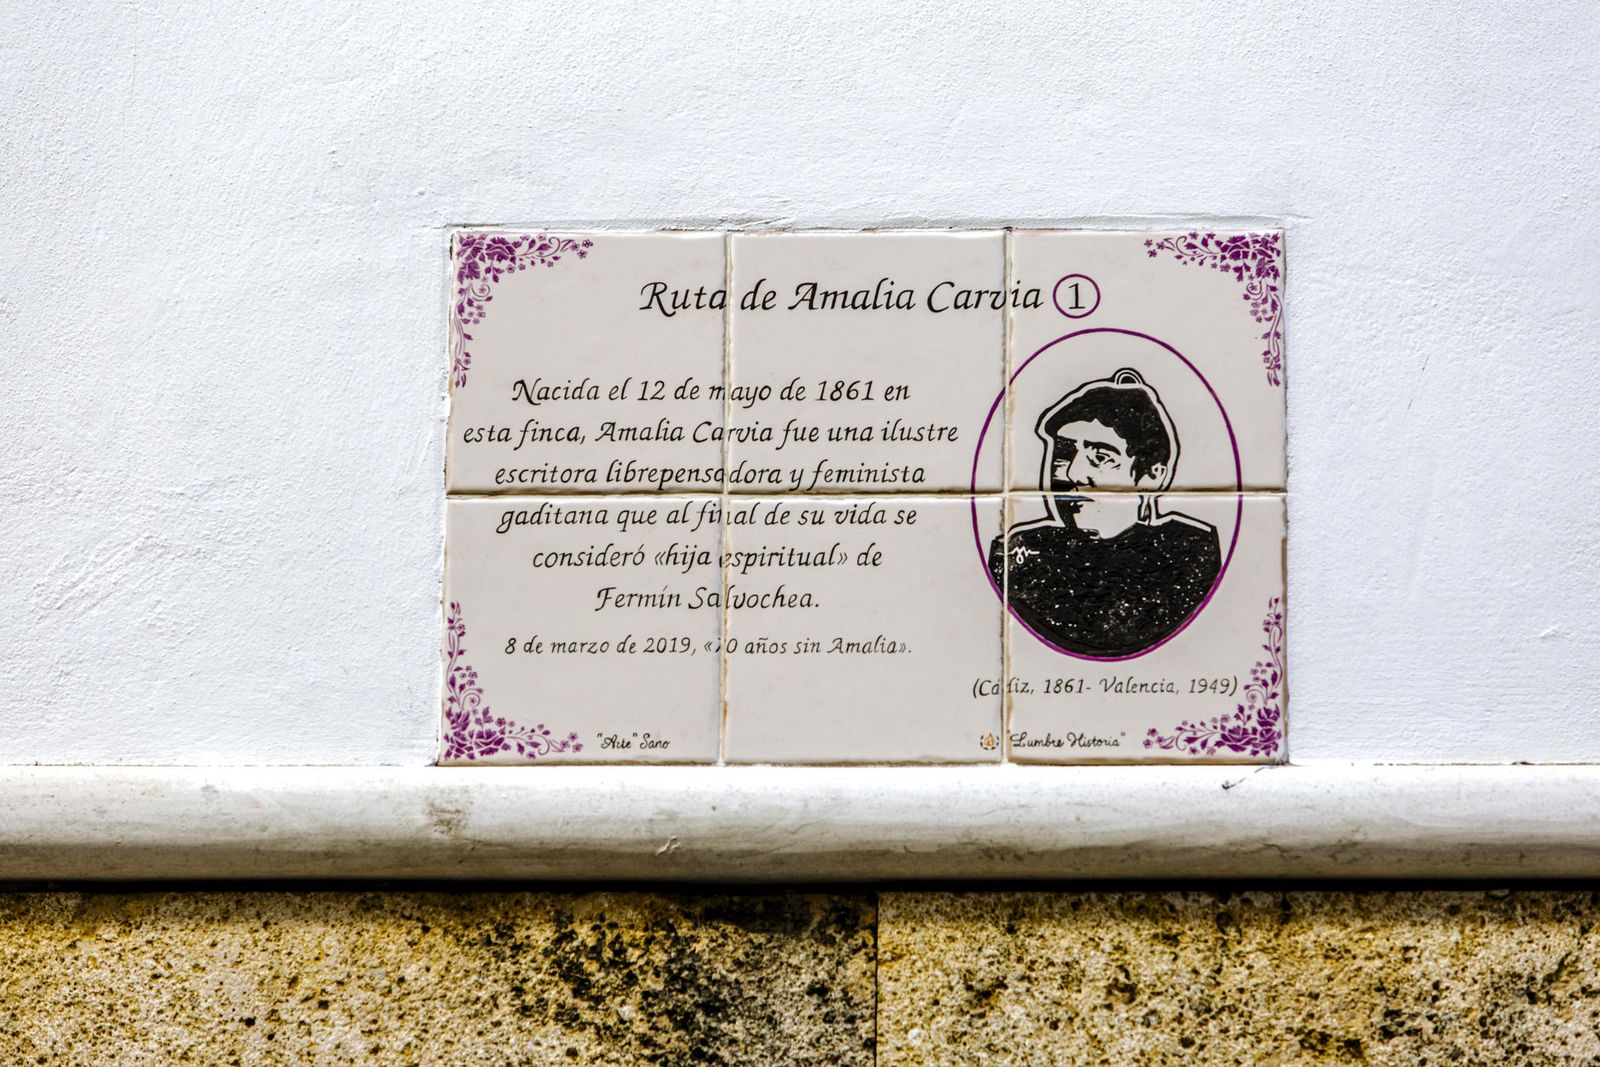 Ruta de Amalia Carvia 1
Nacida el 12 de mayo de 1861 en
esta finca, Amalia Carvia fue una ilustre
escritora librepensadora y feminista
gaditana que al final de su vida se
consideró «hija espiritual» de
Fermín Salvochea.
8 de marzo de 2019, «70 años sin Amalia».
(Cádiz, 1861- Valencia, 1949)
"Arte" Sano
"Lumbre Historia"